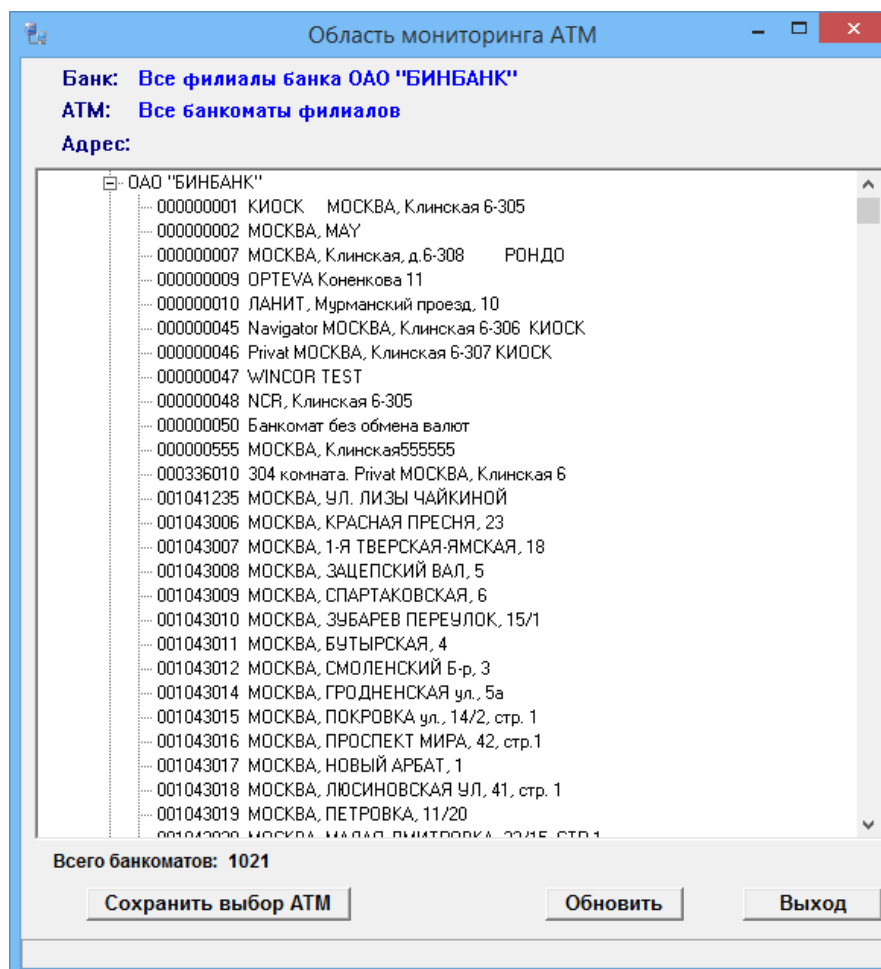 Область мониторинга АТМ
Банк: Все филиалы банка ОАО "БИНБАНК"
АТМ: Все банкоматы филиалов
Адрес:
ОАО "БИНБАНК"
000000001 КИОСК МОСКВА, Клинская 6-305
000000002 МОСКВА, MAY
000000007 МОСКВА, Клинская, д.6-308 РОНДО
000000009 OPTEVA Коненкова 11
000000010 ЛАНИТ, Мурманский проезд, 10
000000045 Navigator МОСКВА, Клинская 6-306 КИОСК
000000046 Privat МОСКВА, Клинская 6-307 КИОСК
000000047 WINCOR TEST
000000048 NCR, Клинская 6-305
000000050 Банкомат без обмена валют
000000555 МОСКВА, Клинская555555
000336010 304 комната. Privat МОСКВА, Клинская 6
001041235 МОСКВА, УЛ. ЛИЗЫ ЧАЙКИНОЙ
001043006 МОСКВА, КРАСНАЯ ПРЕСНЯ, 23
001043007 МОСКВА, 1-Я ТВЕРСКАЯ-ЯМСКАЯ, 18
001043008 МОСКВА, ЗАЦЕПСКИЙ ВАЛ, 5
001043009 МОСКВА, СПАРТАКОВСКАЯ, 6
001043010 МОСКВА, ЗУБАРЕВ ПЕРЕУЛОК, 15/1
001043011 МОСКВА, БУТЫРСКАЯ, 4
001043012 МОСКВА, СМОЛЕНСКИЙ Б-р, 3
001043014 МОСКВА, ГРОДНЕНСКАЯ ул., 5а
001043015 МОСКВА, ПОКРОВКА ул., 14/2, стр. 1
001043016 МОСКВА, ПРОСПЕКТ МИРА, 42, стр.1
001043017 МОСКВА, НОВЫЙ АРБАТ, 1
001043018 МОСКВА, ЛЮСИНОВСКАЯ УЛ, 41, стр. 1
001043019 МОСКВА, ПЕТРОВКА, 11/20
МОСКВА, МАЛАЯ ДМИТРОВКА,
Всего банкоматов: 1021
Сохранить выбор АТМ Обновить Выход